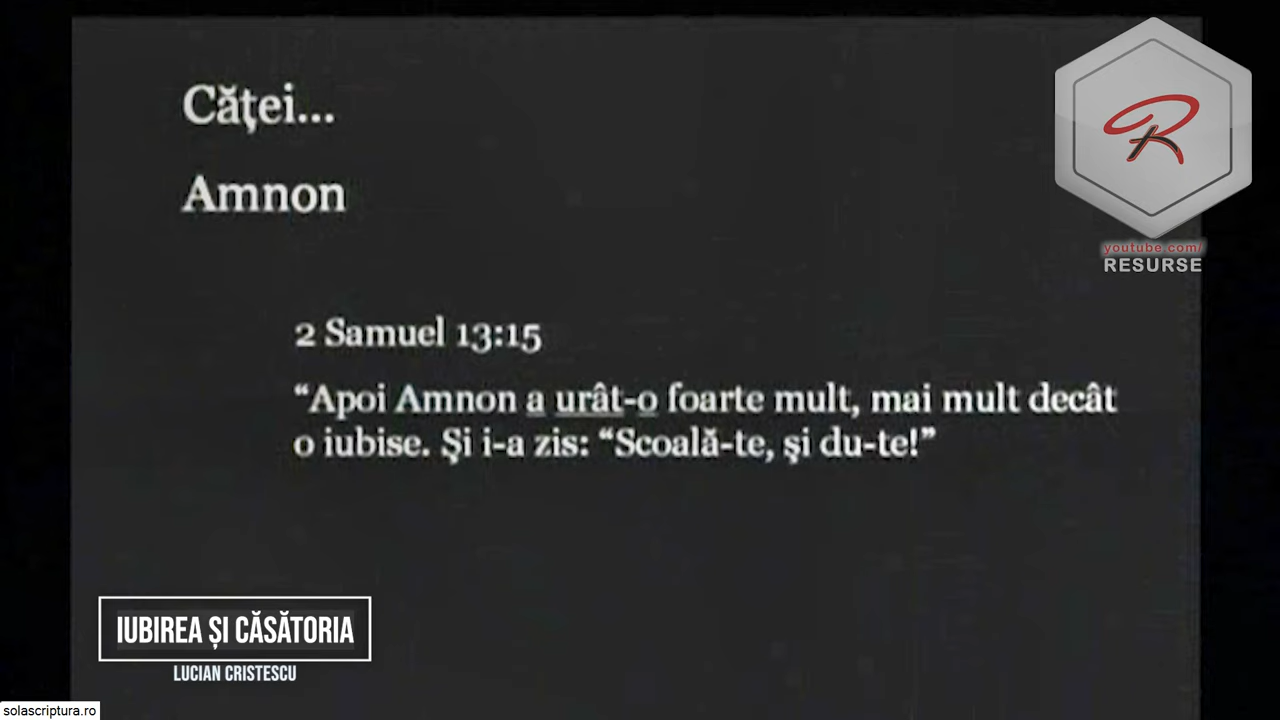 Căţei...
Amnon
2 Samuel 13:15
“Apoi Amnon a urât-o foarte mult, mai mult decât
o iubise. Şi i-a zis: “Scoală-te, şi du-te!”
R
youtube.com/
RESURSE
IUBIREA ȘI CĂSĂTORIA
LUCIAN CRISTESCU
solascriptura.ro